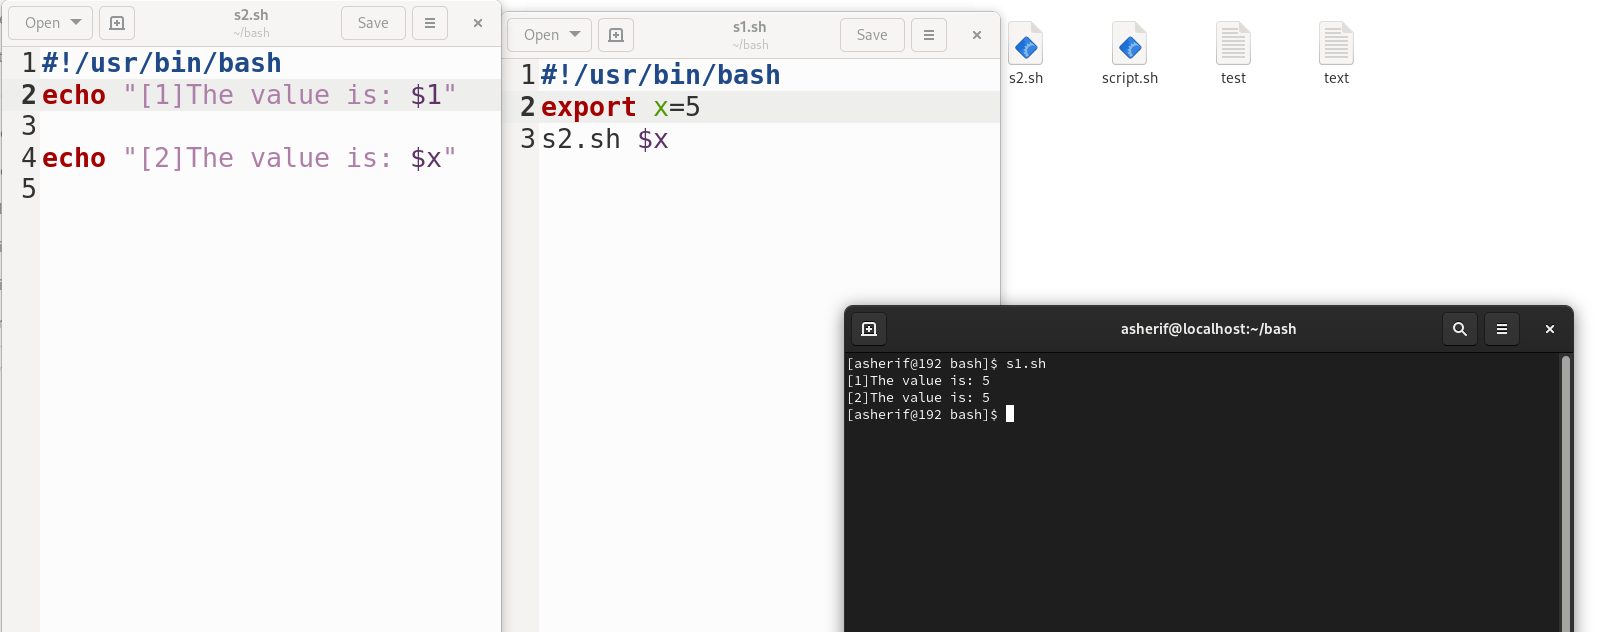 Open
s2.sh
~/bash
Save
1 #!/usr/bin/bash
2 echo "[1]The value is: $1"
3
4 echo "[2]The value is: $x"
5
Open
s1.sh
~/bash
Save
1 #!/usr/bin/bash
2 export x=5
3 s2.sh $x
s2.sh
script.sh
test
text
asherif@localhost:~/bash
[asherif@192 bash]$ s1.sh
[1]The value is: 5
[2]The value is: 5
[asherif@192 bash]$